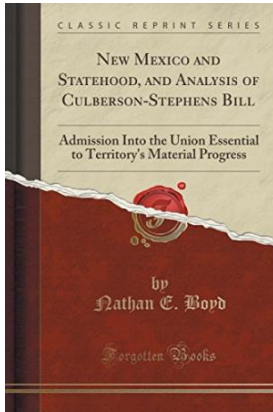 CLASSIC REPRINT SERIES
New Mexico and
Statehood, and Analysis of
Culberson-Stephens Bill
Admission Into the Union Essential
to Territory's Material Progress
by
Nathan E. Boyd
Forgotten Books